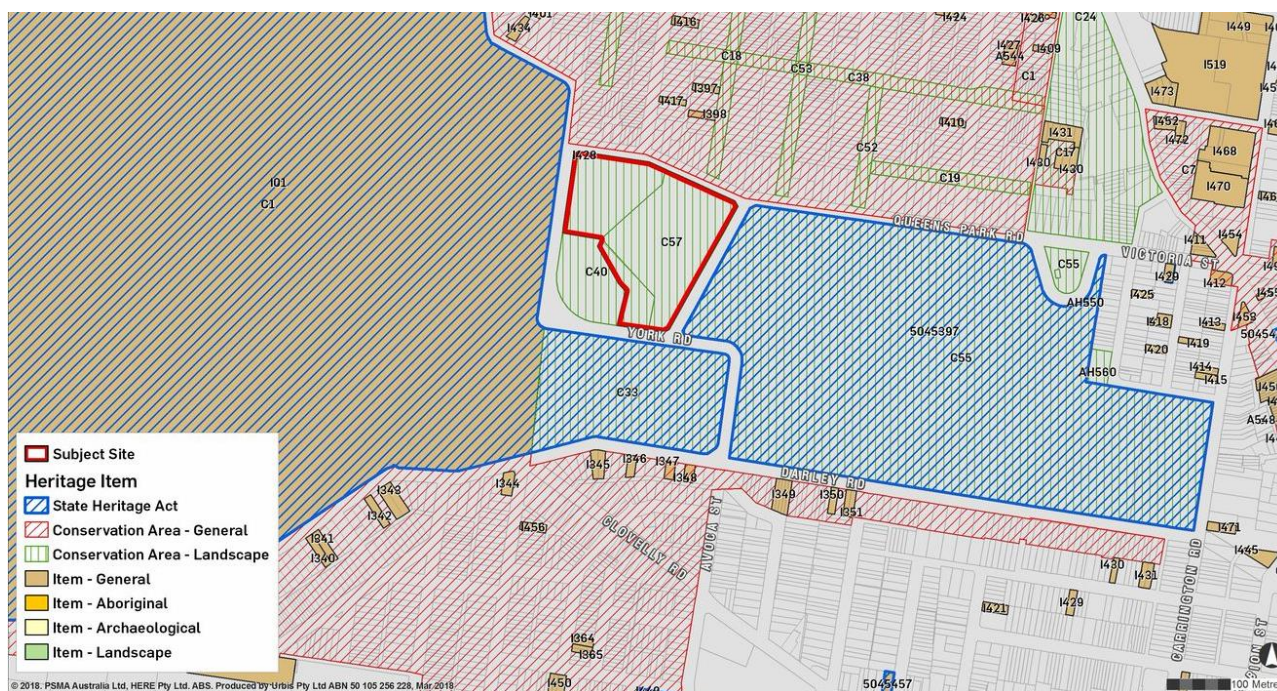 I434
I401
I416
I424
I426
C24
I449
I427
I409
A544
C18
C53
C38
C1
I519
I473
I397
I417
I398
I410
I431
C17
I430
I430
I452
I472
I468
C7
I470
C52
C19
I428
I01
C1
C57
C40
QUEENS PARK RD
C55
VICTORIA ST
I411
I454
I429
I412
I425
AH550
I418
I413
I453
I419
I420
I414
I415
AH560
5045397
C55
YORK RD
C33
DARLEY RD
I345
I346
I347
I348
I344
I343
I342
I341
I340
I456
CLOVELLY RD
AVOCA ST
I349
I350
I351
A548
I471
I445
I430
I431
I429
I421
CARRINGTON RD
I364
I365
I450
5045457
Subject Site
Heritage Item
State Heritage Act
Conservation Area - General
Conservation Area - Landscape
Item - General
Item - Aboriginal
Item - Archaeological
Item - Landscape
© 2018. PSMA Australia Ltd, HERE Pty Ltd. ABS. Produced by Urbis Pty Ltd ABN 50 105 256 228, Mar 2018
100 Metre